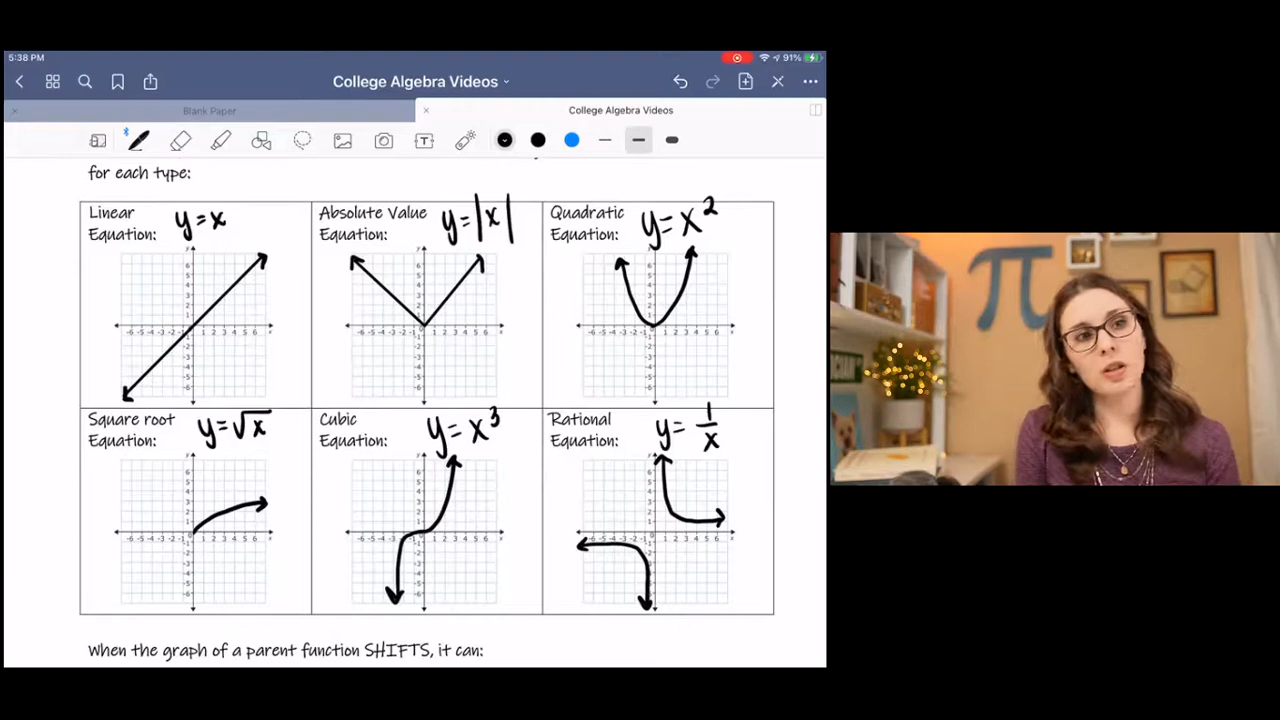 5:38 PM
91%
College Algebra Videos
Blank Paper
College Algebra Videos
for each type:
Linear
Equation: y=x
Absolute Value
Equation: y=|x|
Quadratic
Equation: y=x²
Square root
Equation: y=√x
Cubic
Equation: y=x³
Rational
Equation: y=1/x
When the graph of a parent function SHIFTS, it can: